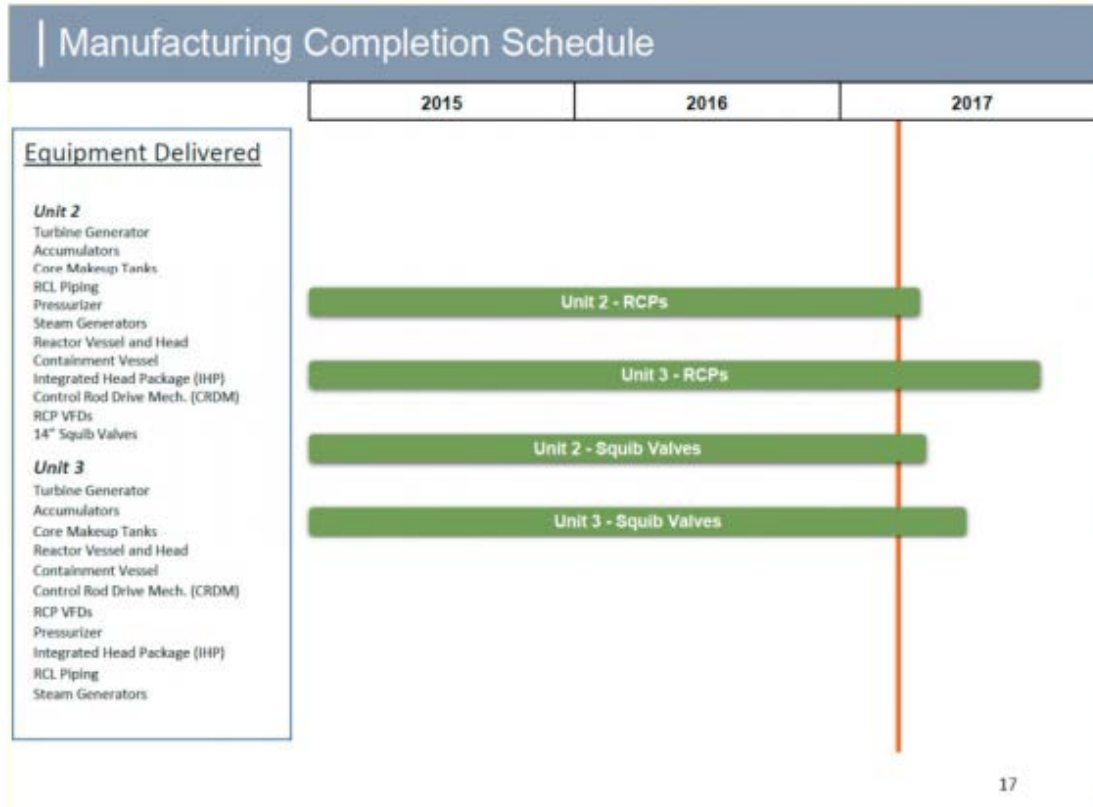 Manufacturing Completion Schedule
2015 2016 2017
Equipment Delivered
Unit 2
Turbine Generator
Accumulators
Core Makeup Tanks
RCL Piping
Pressurizer
Steam Generators
Reactor Vessel and Head
Containment Vessel
Integrated Head Package (IHP)
Control Rod Drive Mech. (CRDM)
RCP VFDs
14" Squib Valves
Unit 3
Turbine Generator
Accumulators
Core Makeup Tanks
Reactor Vessel and Head
Containment Vessel
Control Rod Drive Mech. (CRDM)
RCP VFDs
Pressurizer
Integrated Head Package (IHP)
RCL Piping
Steam Generators
Unit 2 - RCPs
Unit 3 - RCPs
Unit 2 - Squib Valves
Unit 3 - Squib Valves
17